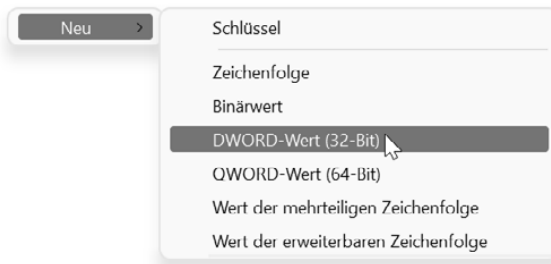 Neu
Schlüssel
Zeichenfolge
Binärwert
DWORD-Wert (32-Bit)
QWORD-Wert (64-Bit)
Wert der mehrteiligen Zeichenfolge
Wert der erweiterbaren Zeichenfolge